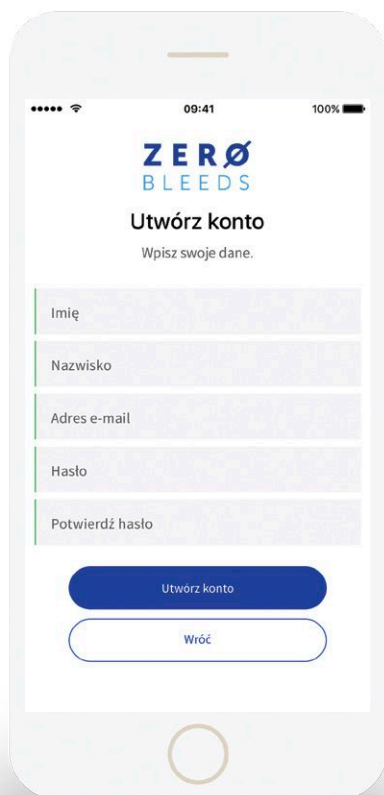 09:41
100%
ZERØ
BLEEDS
Utwórz konto
Wpisz swoje dane.
Imię
Nazwisko
Adres e-mail
Hasło
Potwierdź hasło
Utwórz konto
Wróć